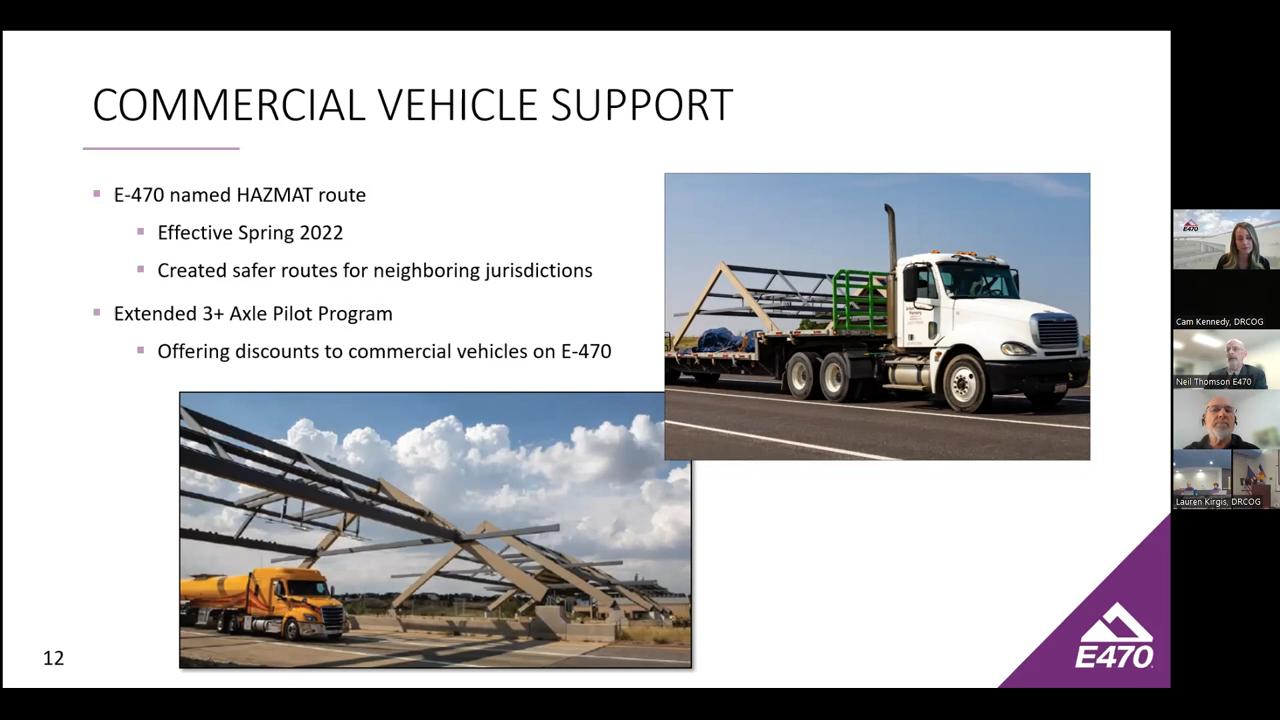 COMMERCIAL VEHICLE SUPPORT
E-470 named HAZMAT route
Effective Spring 2022
Created safer routes for neighboring jurisdictions
Extended 3+ Axle Pilot Program
Offering discounts to commercial vehicles on E-470
12
E470
E470
Cam Kennedy, DRCOG
Neil Thomson E470
Lauren Kirgis, DRCOG